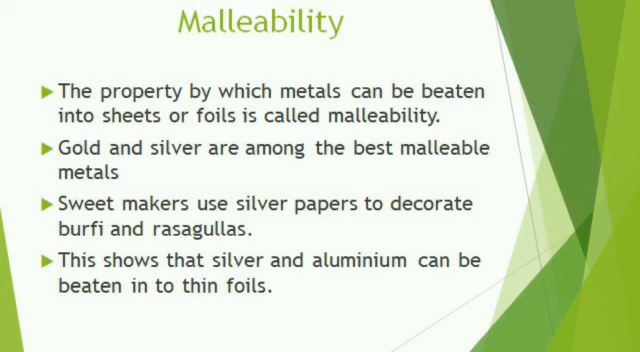 Malleability
The property by which metals can be beaten
into sheets or foils is called malleability.
Gold and silver are among the best malleable
metals
Sweet makers use silver papers to decorate
burfi and rasagullas.
This shows that silver and aluminium can be
beaten in to thin foils.